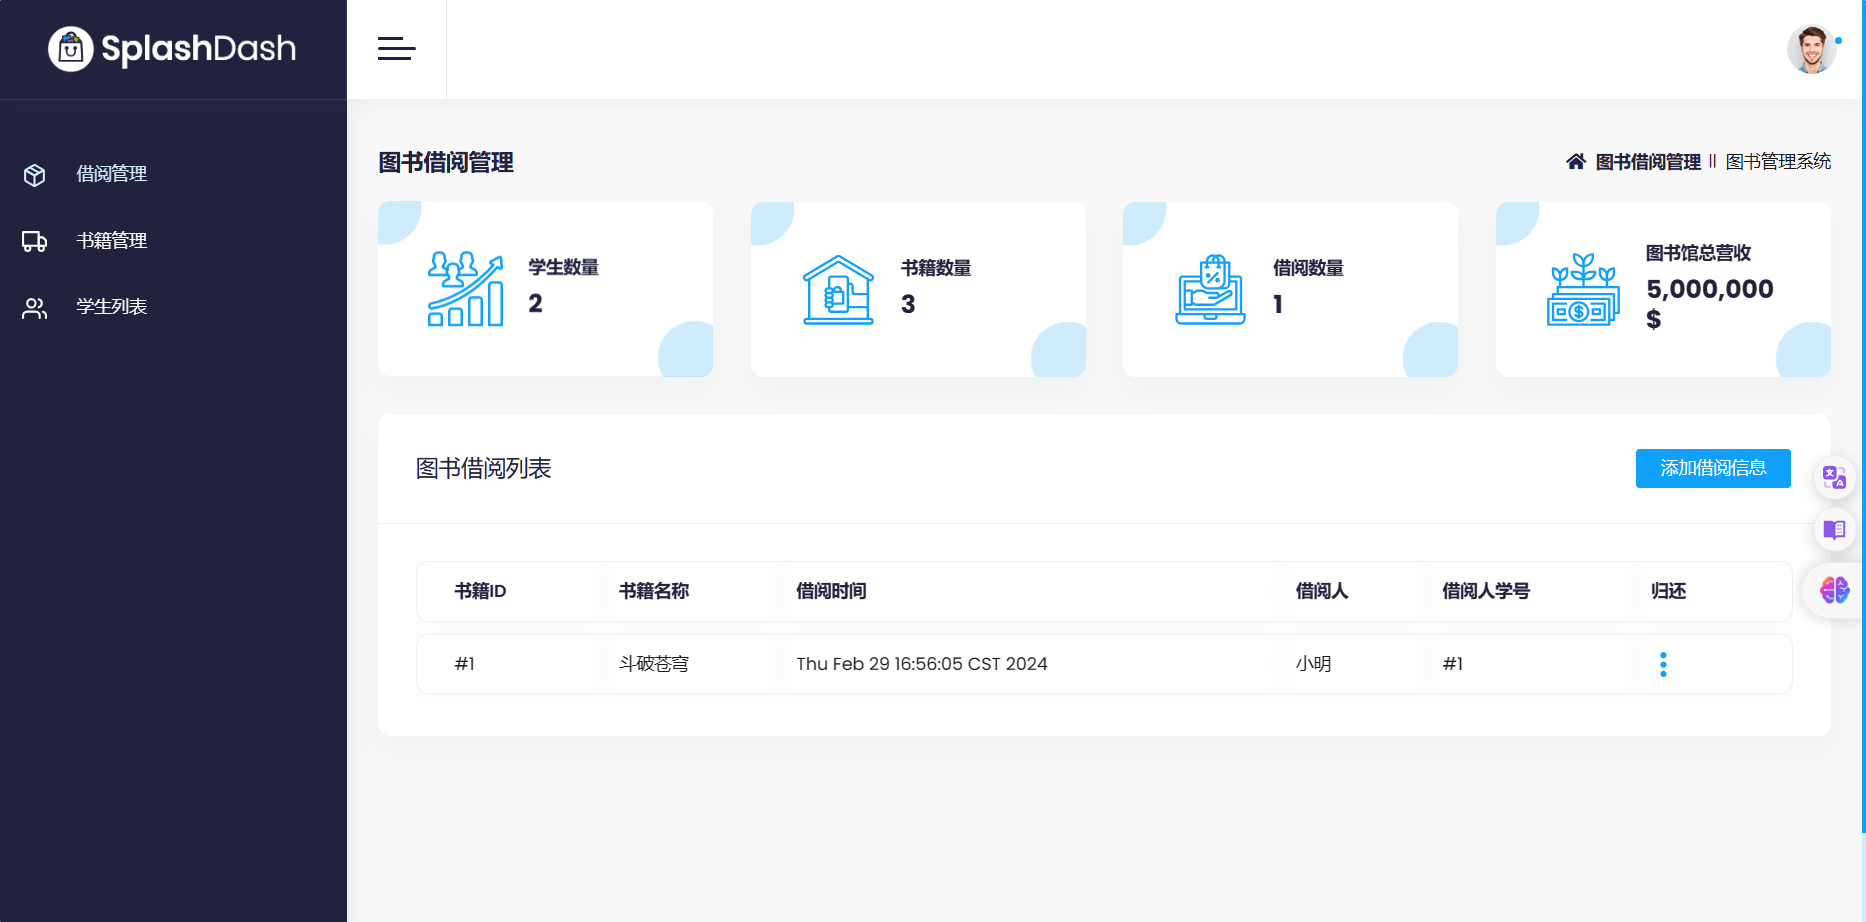 SplashDash
借阅管理
书籍管理
学生列表
图书借阅管理
图书借阅管理 || 图书管理系统
学生数量
2
书籍数量
3
借阅数量
1
图书馆总营收
5,000,000
$
图书借阅列表
添加借阅信息
书籍ID 书籍名称 借阅时间 借阅人 借阅人学号 归还
#1 斗破苍穹 Thu Feb 29 16:56:05 CST 2024 小明 #1